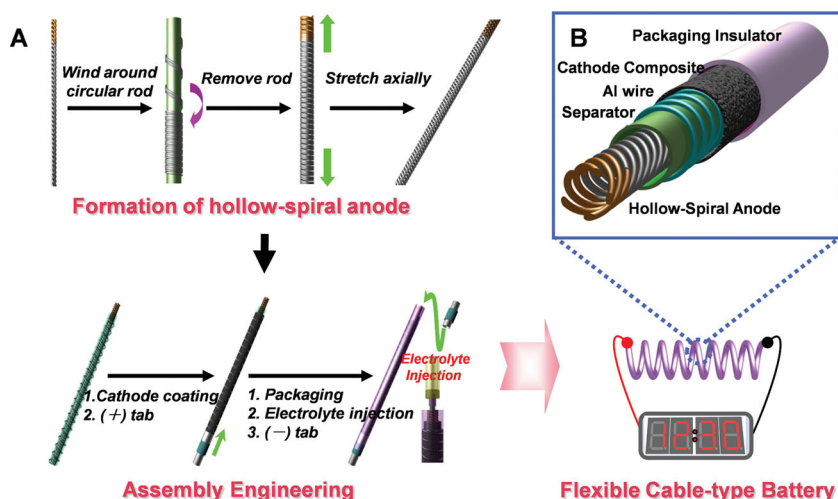 A
Wind around
circular rod
Remove rod
Stretch axially
Formation of hollow-spiral anode
B
Packaging Insulator
Cathode Composite
Al wire
Separator
Hollow-Spiral Anode
1.Cathode coating
2. (+) tab
1. Packaging
2. Electrolyte injection
3. (−) tab
Electrolyte
Injection
Assembly Engineering
12:30
Flexible Cable-type Battery